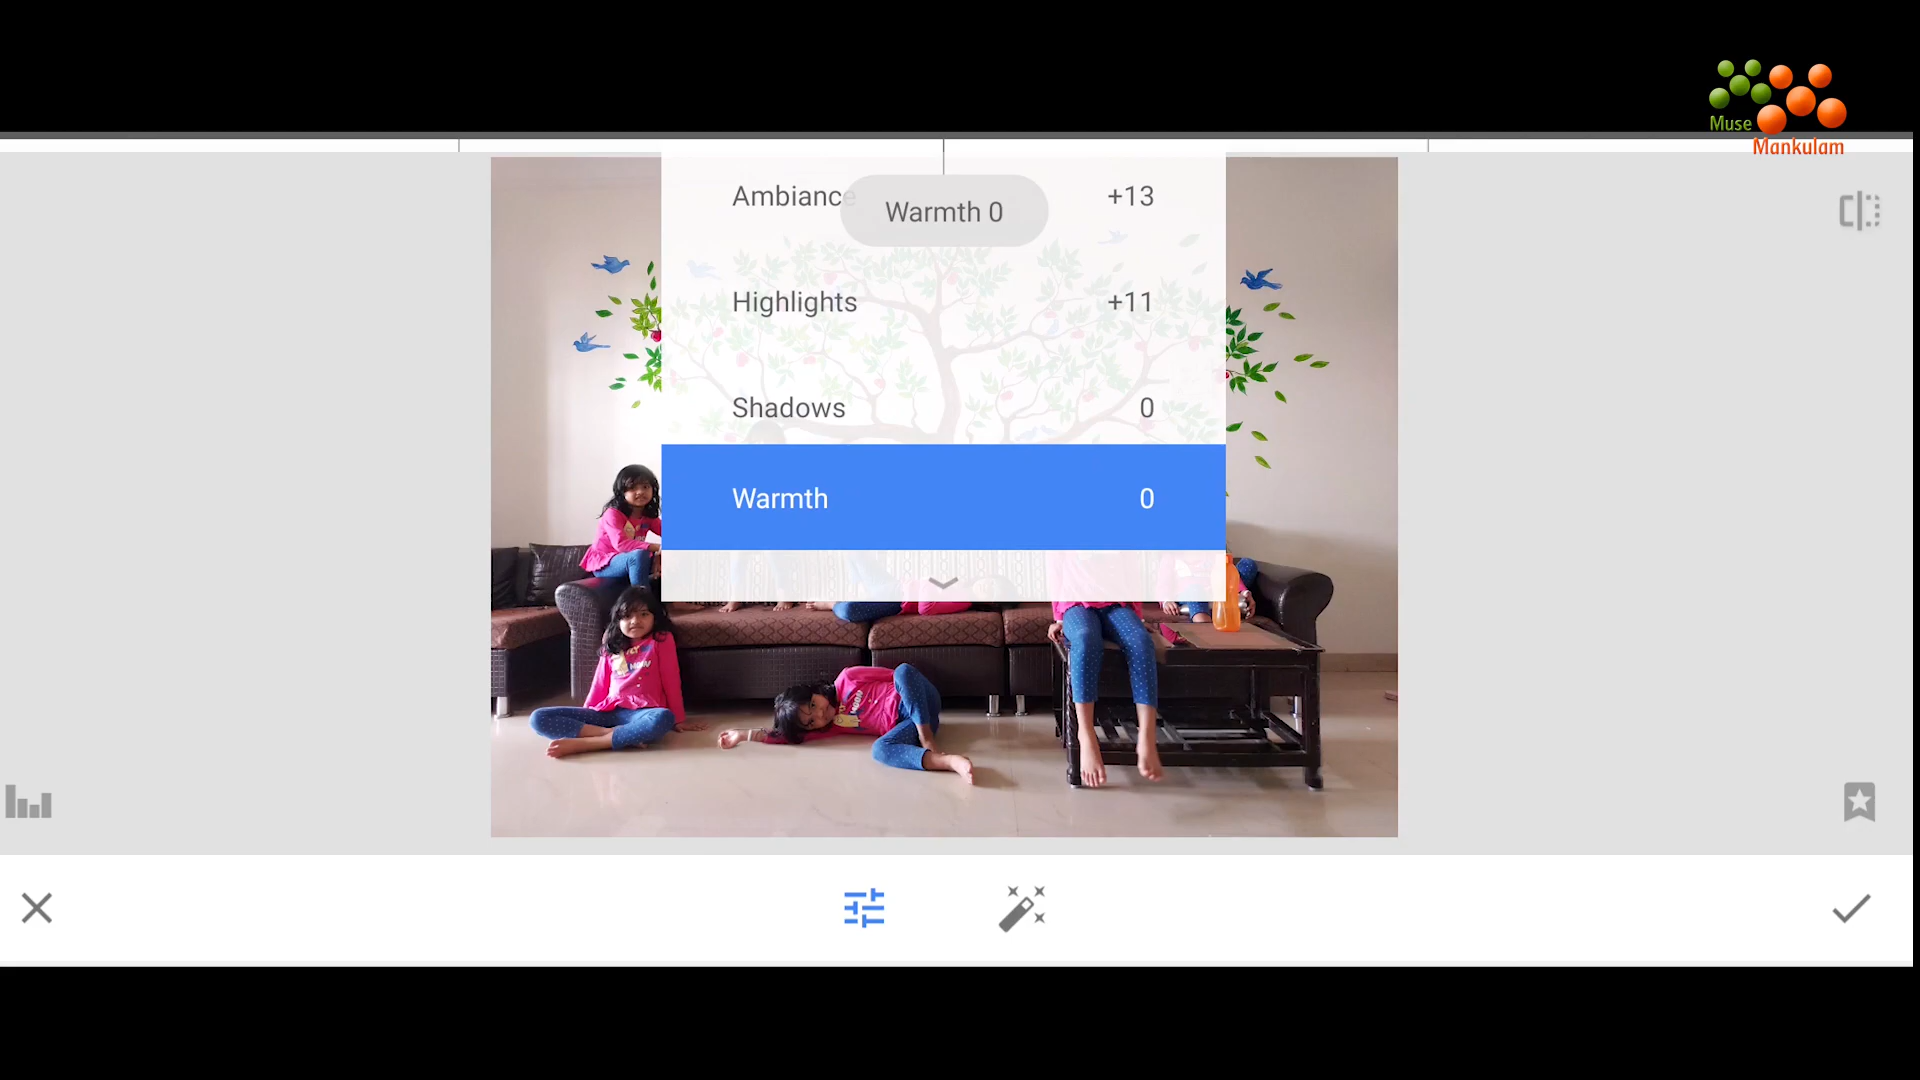 Muse
Mankulam
Ambiance +13
Warmth 0
Highlights +11
Shadows 0
Warmth 0